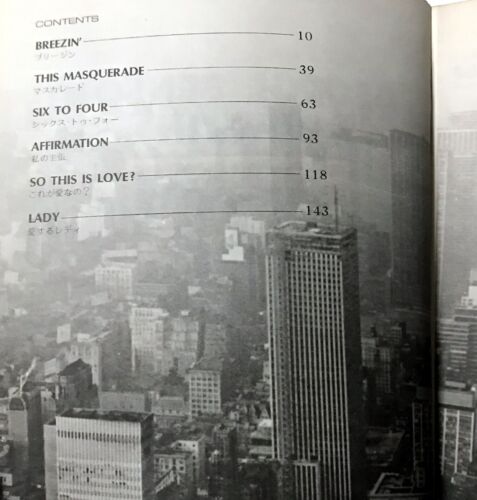 CONTENTS
BREEZIN' 10
ブリージン
THIS MASQUERADE 39
マスカレード
SIX TO FOUR 63
シックス・トゥ・フォー
AFFIRMATION 93
私の主張
SO THIS IS LOVE? 118
これが愛なの?
LADY 143
愛するレディ